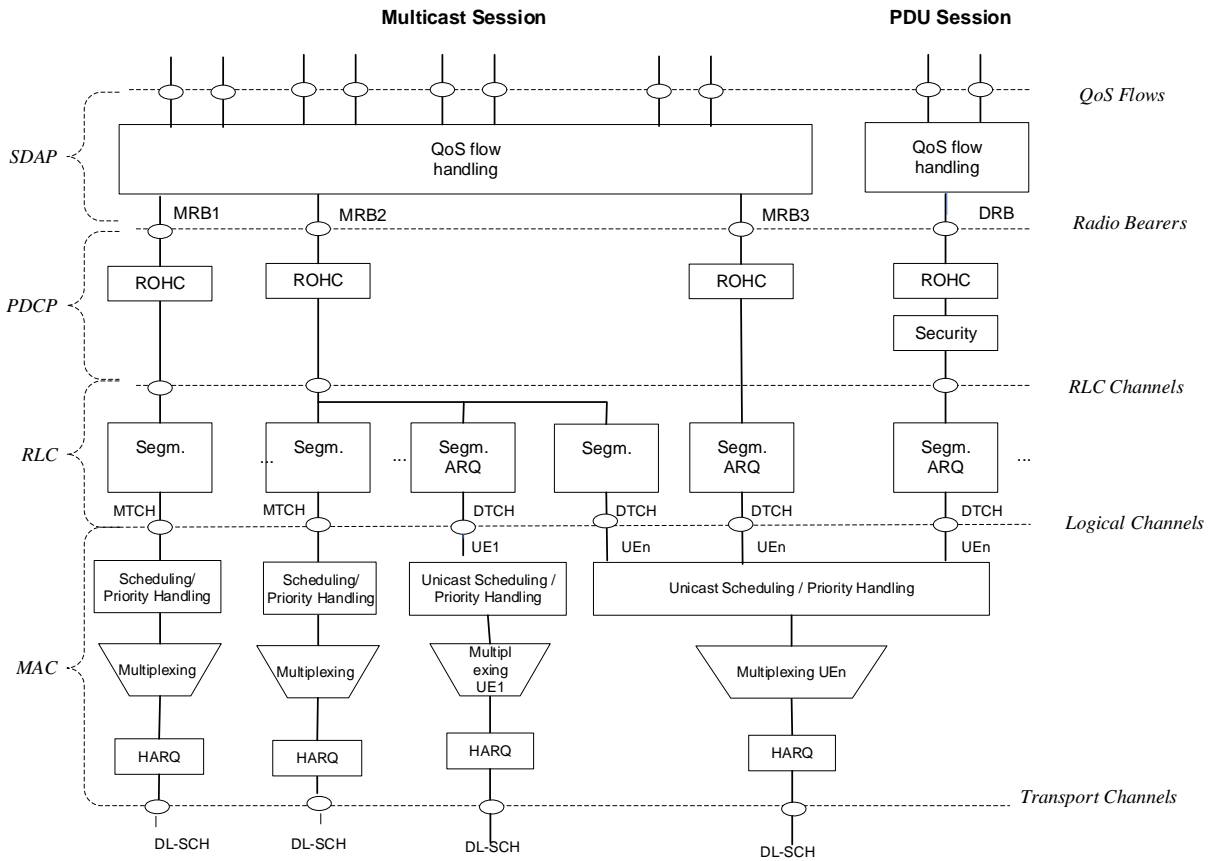 Multicast Session
PDU Session
QoS Flows
SDAP
QoS flow
handling
QoS flow
handling
MRB1
MRB2
MRB3
DRB
Radio Bearers
ROHC
ROHC
ROHC
ROHC
PDCP
Security
RLC Channels
RLC
Segm.
...
Segm.
...
Segm.
ARQ
Segm.
Segm.
ARQ
Segm.
ARQ
...
MTCH
MTCH
DTCH
DTCH
DTCH
DTCH
Logical Channels
UE1
UEn
UEn
UEn
Scheduling/
Priority Handling
Scheduling/
Priority Handling
Unicast Scheduling /
Priority Handling
Unicast Scheduling / Priority Handling
MAC
Multiplexing
Multiplexing
Multipl
exing
UE1
Multiplexing UEn
HARQ
HARQ
HARQ
HARQ
Transport Channels
DL-SCH
DL-SCH
DL-SCH
DL-SCH